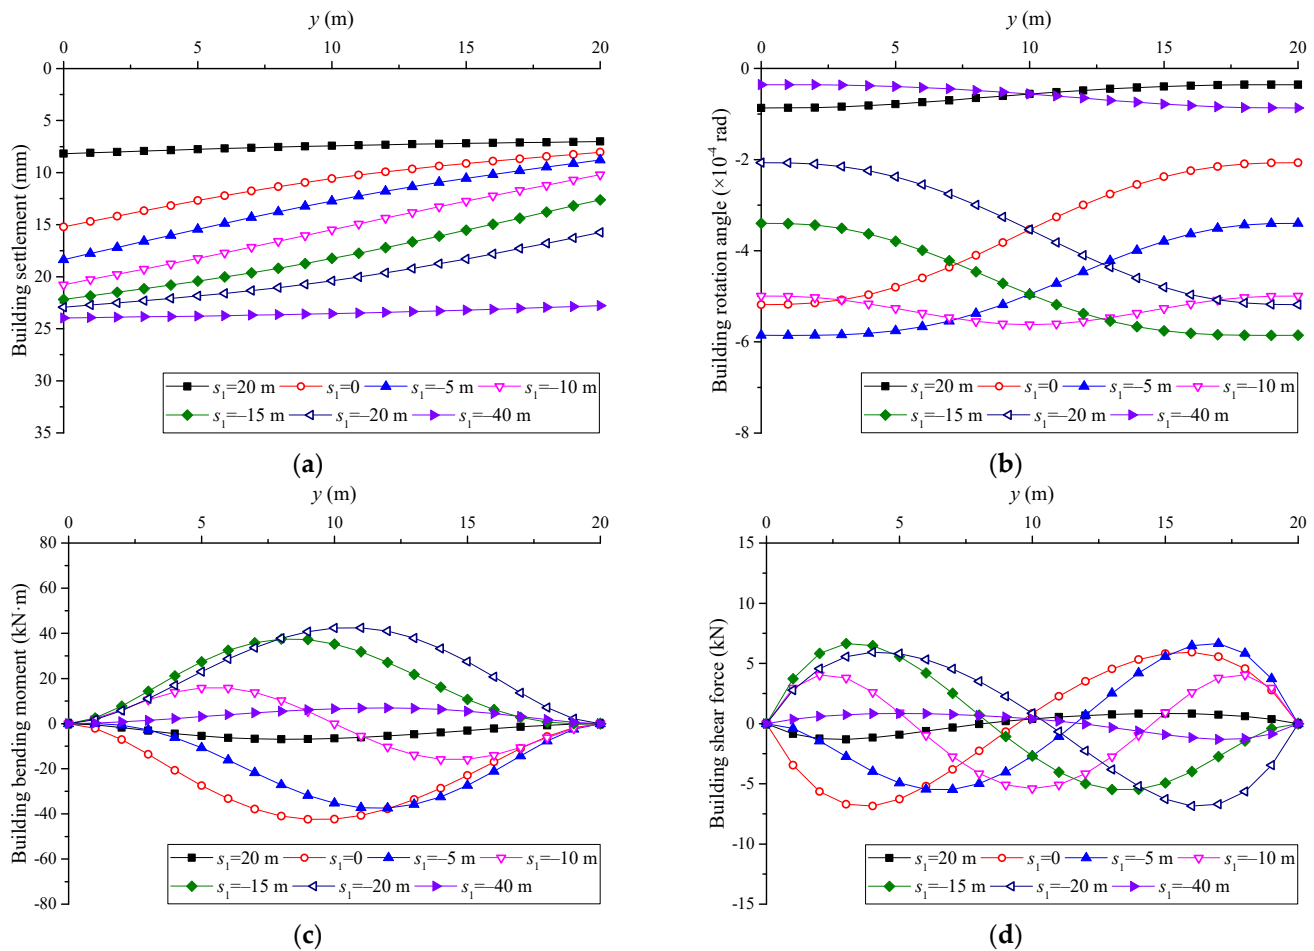 y (m)
0 5 10 15 20
0
5
10
15
20
25
30
35
Building settlement (mm)
s1=20 m s1=0 s1=–5 m s1=–10 m
s1=–15 m s1=–20 m s1=–40 m
(a)
y (m)
0 5 10 15 20
0
-2
-4
-6
-8
Building rotation angle (×10-4 rad)
s1=20 m s1=0 s1=–5 m s1=–10 m
s1=–15 m s1=–20 m s1=–40 m
(b)
y (m)
0 5 10 15 20
80
60
40
20
0
-20
-40
-60
-80
Building bending moment (kN·m)
s1=20 m s1=0 s1=–5 m s1=–10 m
s1=–15 m s1=–20 m s1=–40 m
(c)
y (m)
0 5 10 15 20
15
10
5
0
-5
-10
-15
Building shear force (kN)
s1=20 m s1=0 s1=–5 m s1=–10 m
s1=–15 m s1=–20 m s1=–40 m
(d)